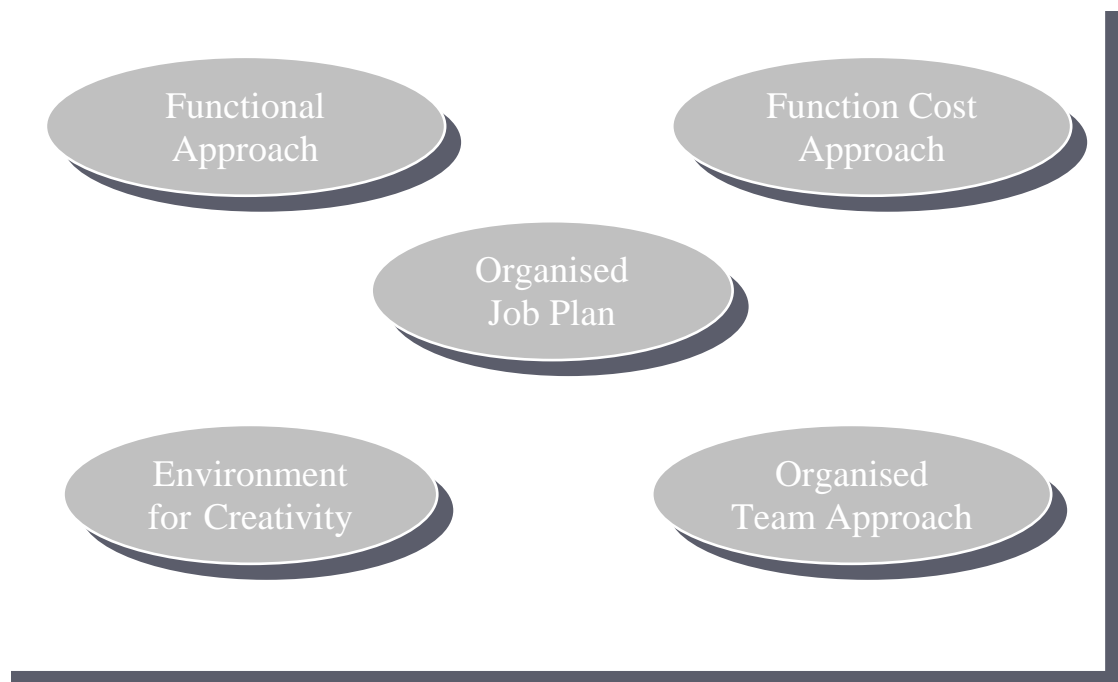 Functional
Approach
Function Cost
Approach
Organised
Job Plan
Environment
for Creativity
Organised
Team Approach